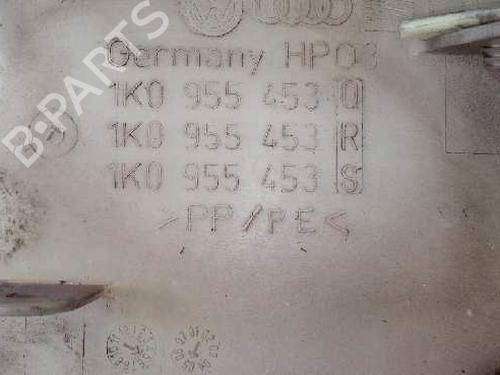 B-PARTS
Germany HP03
1K0 955 453 Q
1K0 955 453 R
1K0 955 453 S
>PP/PE<